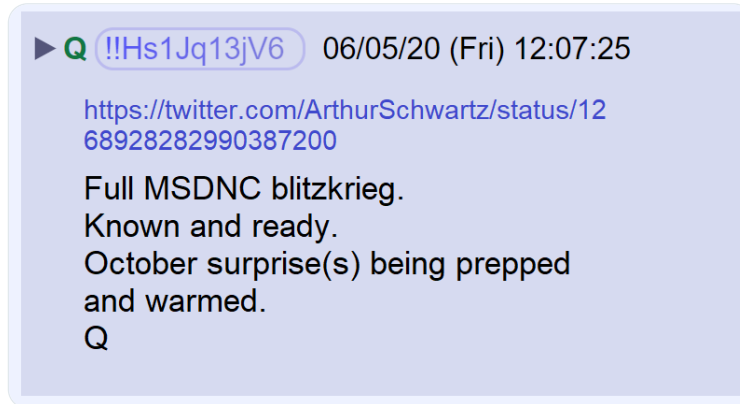 ▶ Q !!Hs1Jq13jV6 06/05/20 (Fri) 12:07:25
https://twitter.com/ArthurSchwartz/status/12
68928282990387200
Full MSDNC blitzkrieg.
Known and ready.
October surprise(s) being prepped
and warmed.
Q